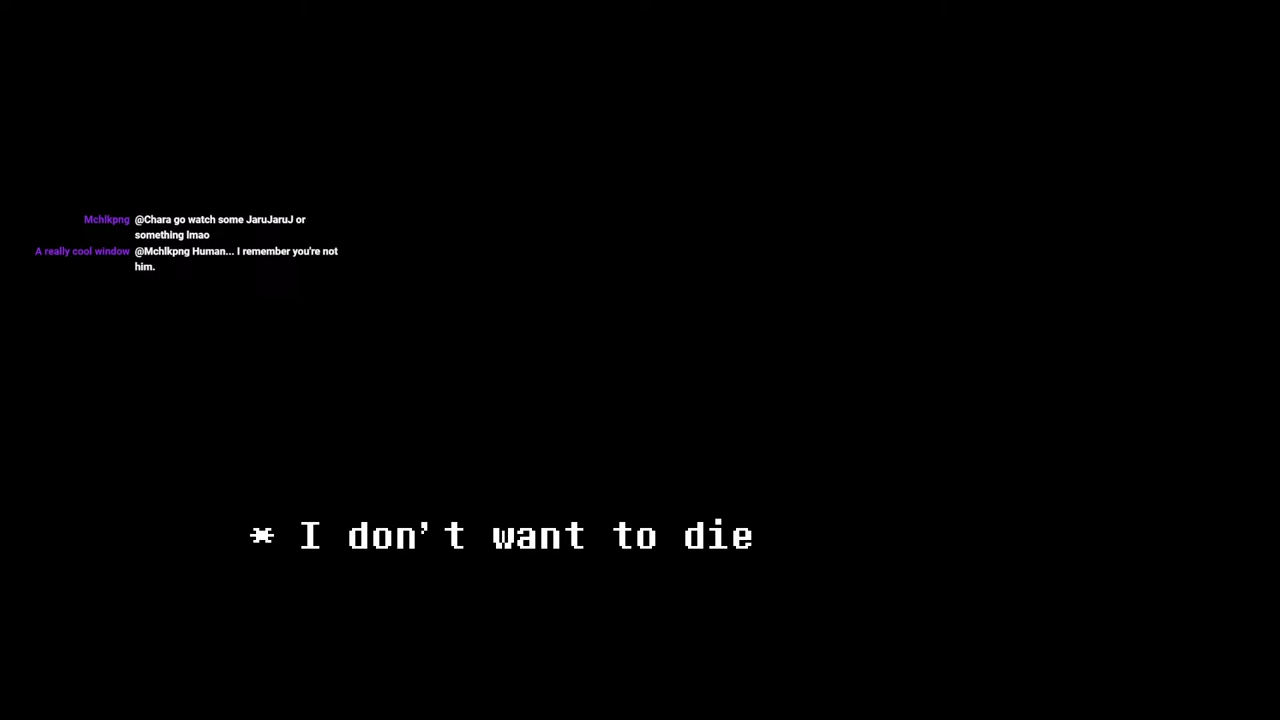 Mchlkpng @Chara go watch some JaruJaruJ or
something lmao
A really cool window @Mchlkpng Human... I remember you're not
him.
* I don't want to die